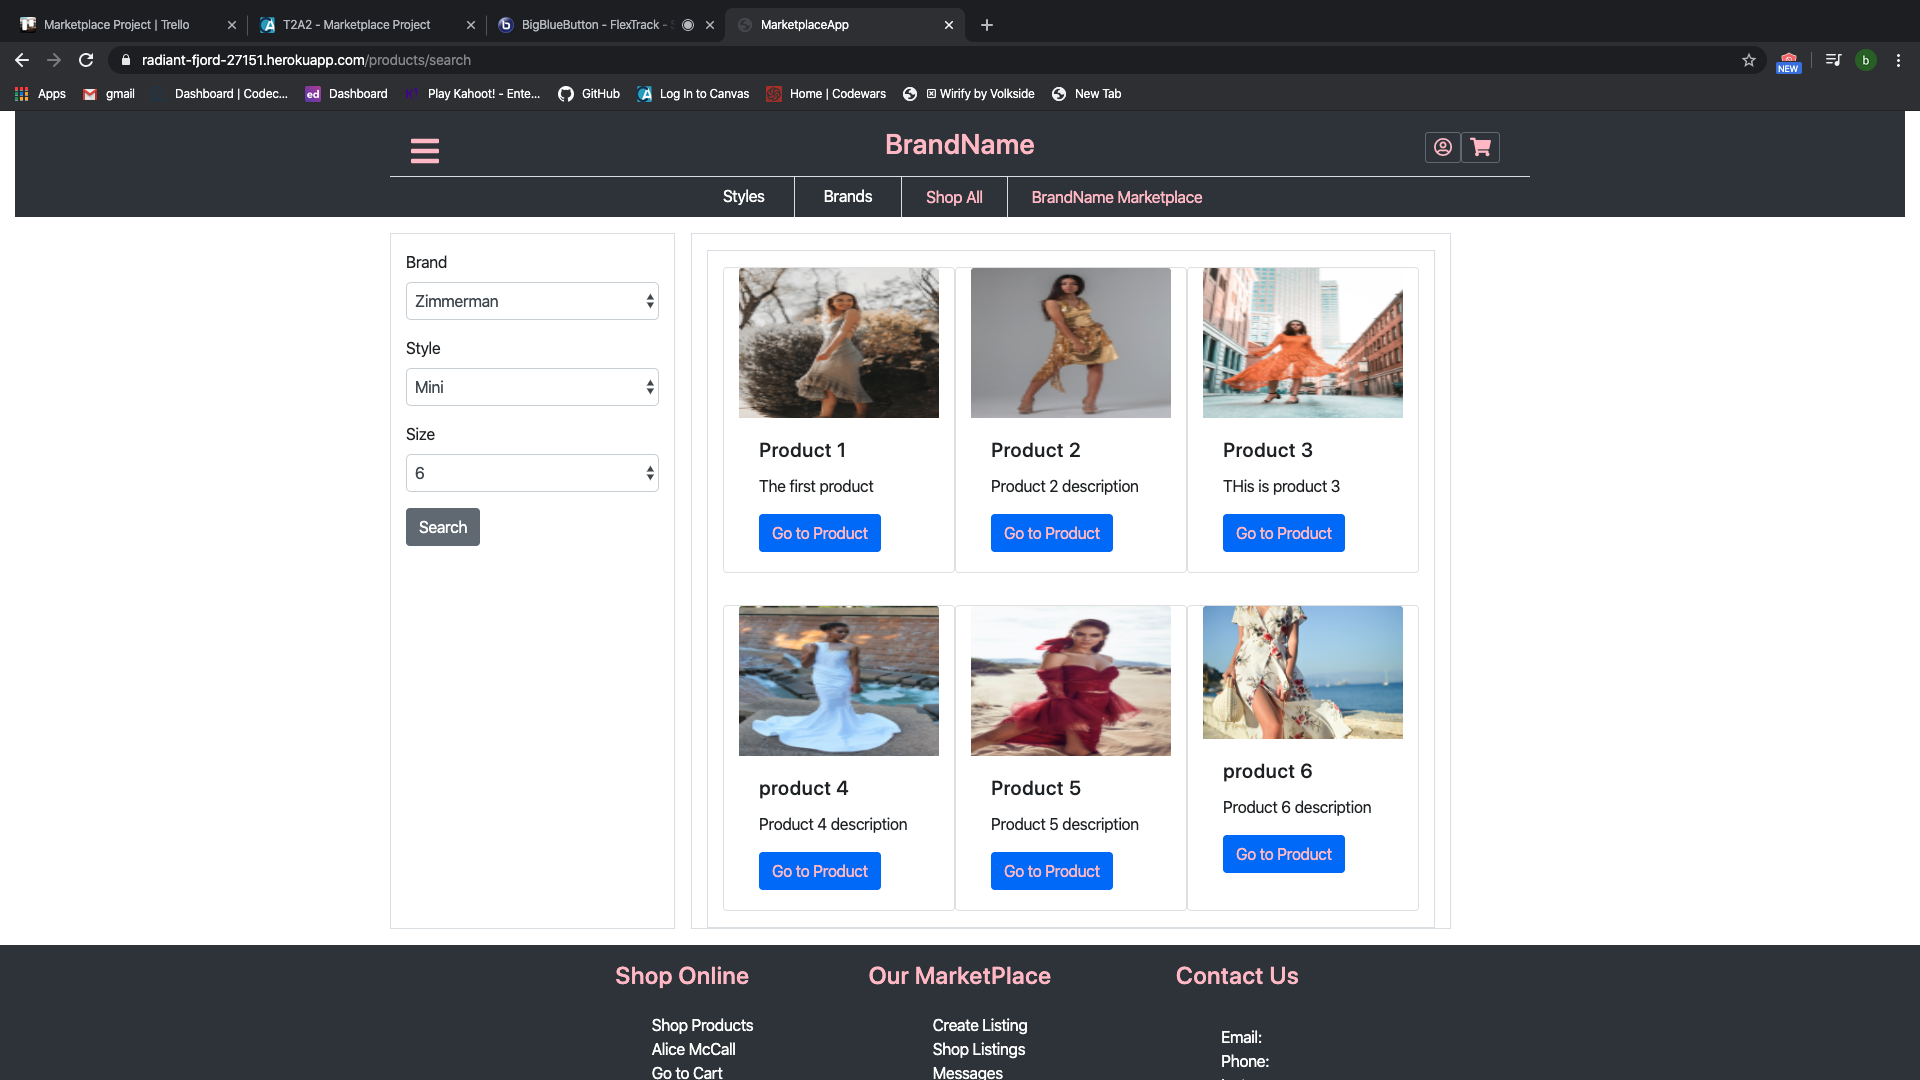 Marketplace Project | Trello
T2A2 - Marketplace Project
BigBlueButton - FlexTrack -
MarketplaceApp
radiant-fjord-27151.herokuapp.com/products/search
NEW
b
Apps
gmail
Dashboard | Codec...
ed Dashboard
K! Play Kahoot! - Ente...
GitHub
Log In to Canvas
Home | Codewars
Wirify by Volkside
New Tab
BrandName
Styles
Brands
Shop All
BrandName Marketplace
Brand
Zimmerman
Style
Mini
Size
6
Search
Product 1
The first product
Go to Product
Product 2
Product 2 description
Go to Product
Product 3
THis is product 3
Go to Product
product 4
Product 4 description
Go to Product
Product 5
Product 5 description
Go to Product
product 6
Product 6 description
Go to Product
Shop Online
Shop Products
Alice McCall
Go to Cart
Our MarketPlace
Create Listing
Shop Listings
Messages
Contact Us
Email:
Phone: